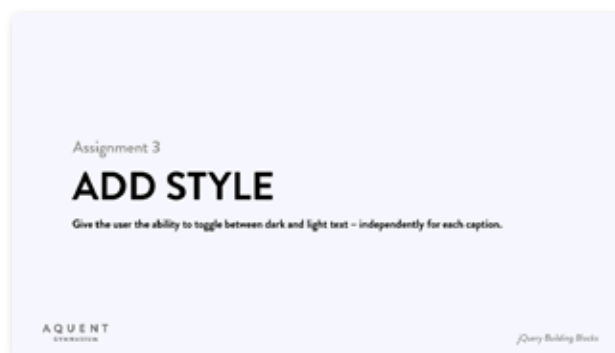 Assignment 3
ADD STYLE
Give the user the ability to toggle between dark and light text – independently for each caption.
AQUENT
GYMNASIUM
jQuery Building Blocks